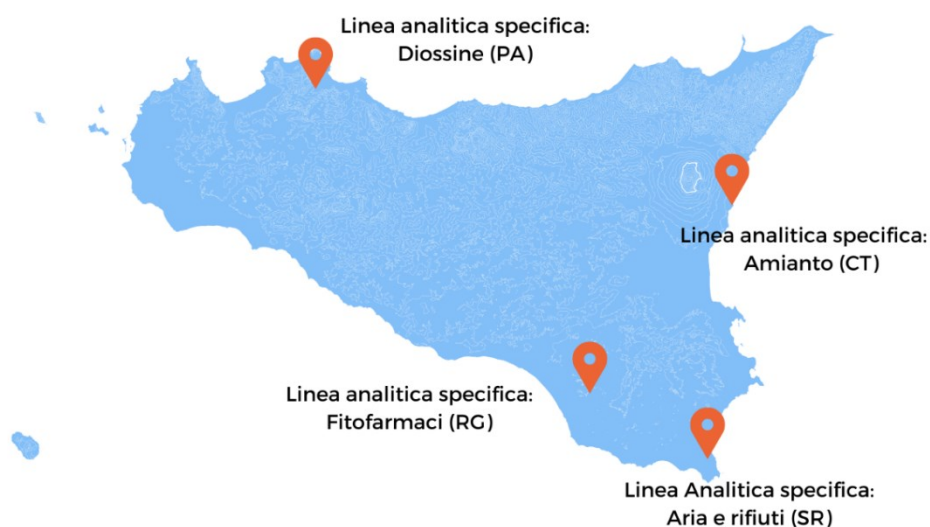 Linea analitica specifica:
Diossine (PA)
Linea analitica specifica:
Amianto (CT)
Linea analitica specifica:
Fitofarmaci (RG)
Linea Analitica specifica:
Aria e rifiuti (SR)